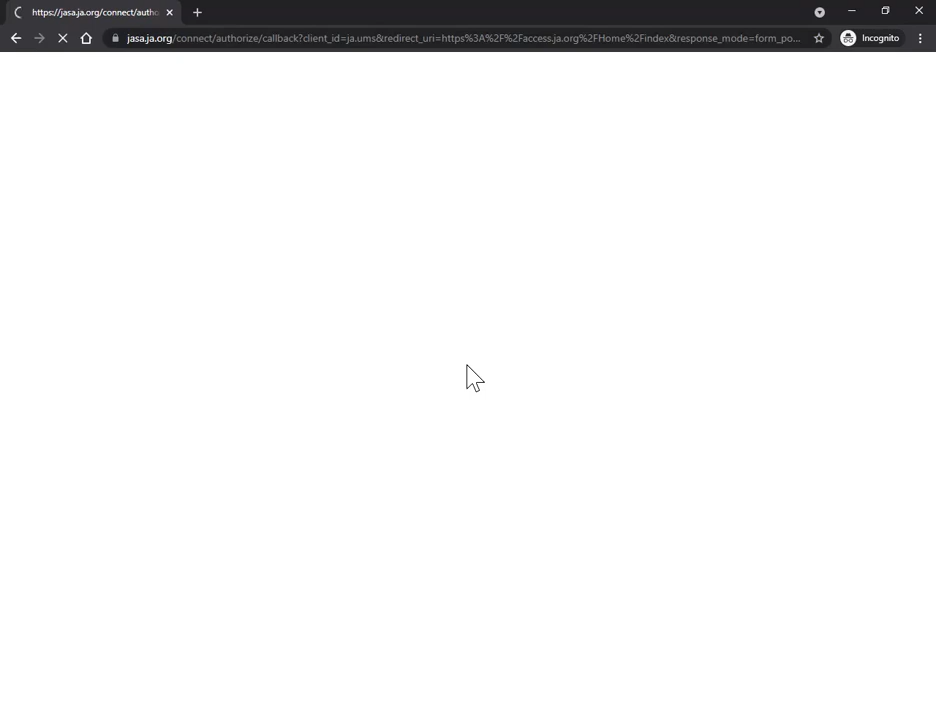 https://jasa.ja.org/connect/autho
jasa.ja.org/connect/authorize/callback?client_id=ja.ums&redirect_uri=https%3A%2F%2Faccess.ja.org%2FHome%2Findex&response_mode=form_po...
Incognito